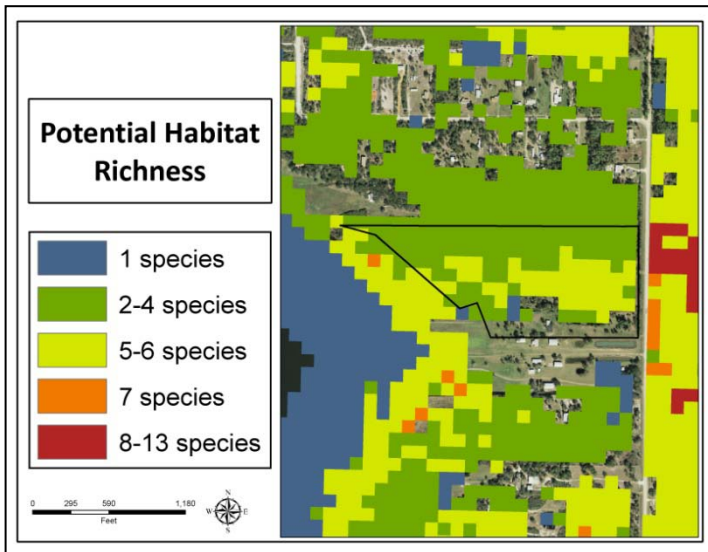 Potential Habitat
Richness
1 species
2-4 species
5-6 species
7 species
8-13 species
0 295 590 1,180
Feet
N
W E
S